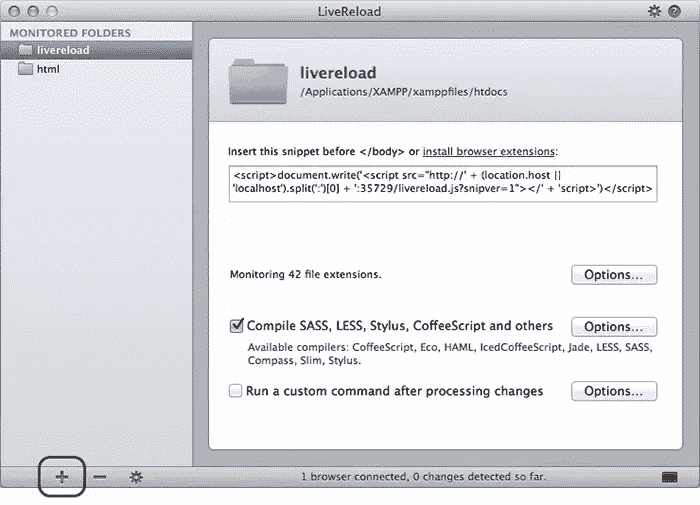 LiveReload
MONITORED FOLDERS
livereload
html
livereload
/Applications/XAMPP/xamppfiles/htdocs
Insert this snippet before </body> or install browser extensions:
<script>document.write('<script src="http://' + (location.host ||
'localhost').split(':')[0] + ':35729/livereload.js?snipver=1"></' + 'script>')</script>
Monitoring 42 file extensions.
Options...
Compile SASS, LESS, Stylus, CoffeeScript and others
Options...
Available compilers: CoffeeScript, Eco, HAML, IcedCoffeeScript, Jade, LESS, SASS,
Compass, Slim, Stylus.
Run a custom command after processing changes
Options...
1 browser connected, 0 changes detected so far.